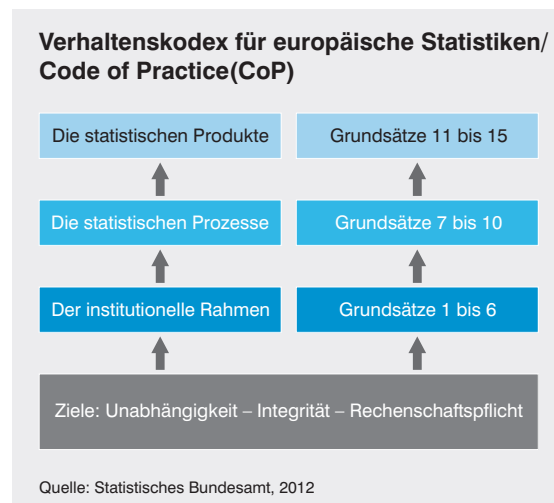 Verhaltenskodex für europäische Statistiken/
Code of Practice(CoP)
Die statistischen Produkte
Grundsätze 11 bis 15
Die statistischen Prozesse
Grundsätze 7 bis 10
Der institutionelle Rahmen
Grundsätze 1 bis 6
Ziele: Unabhängigkeit – Integrität – Rechenschaftspflicht
Quelle: Statistisches Bundesamt, 2012